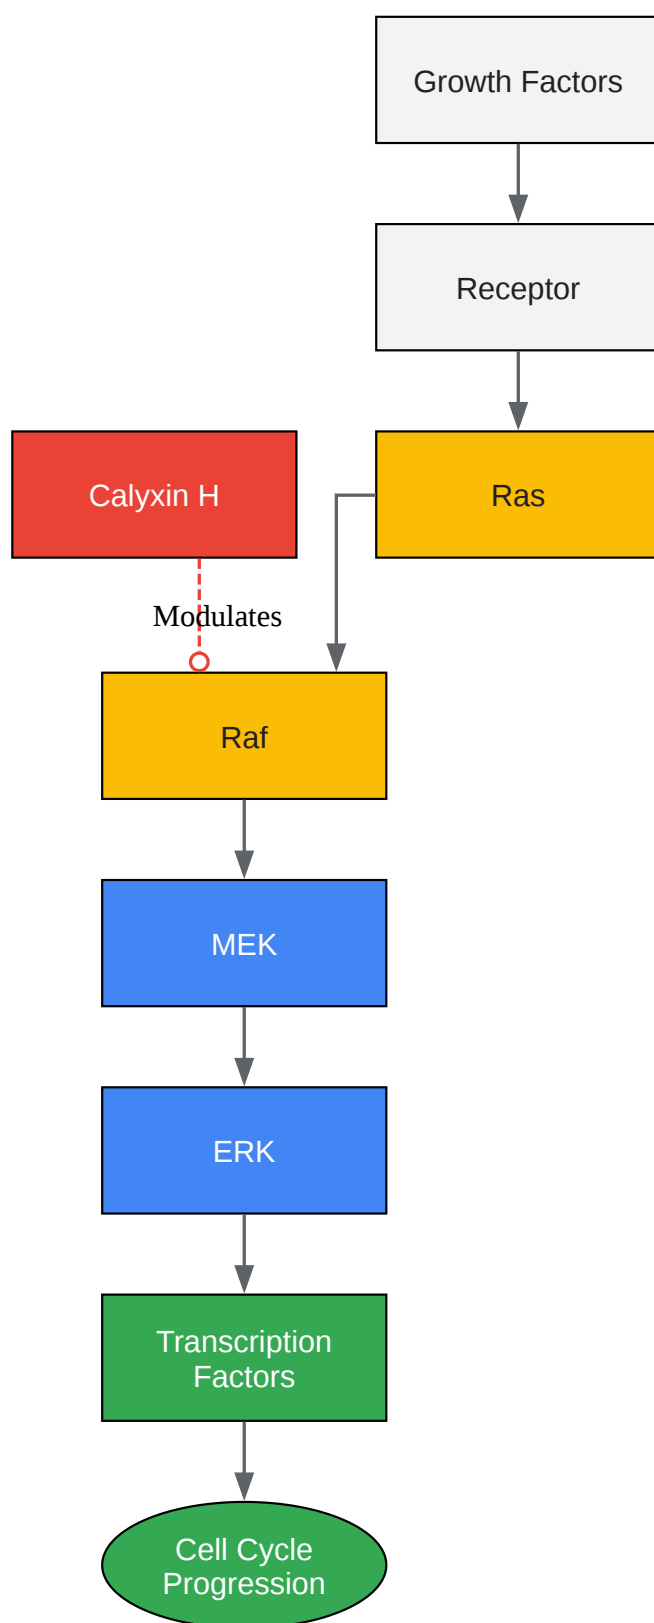 Growth Factors
Receptor
Calyxin H
Ras
Modulates
Raf
MEK
ERK
Transcription
Factors
Cell Cycle
Progression